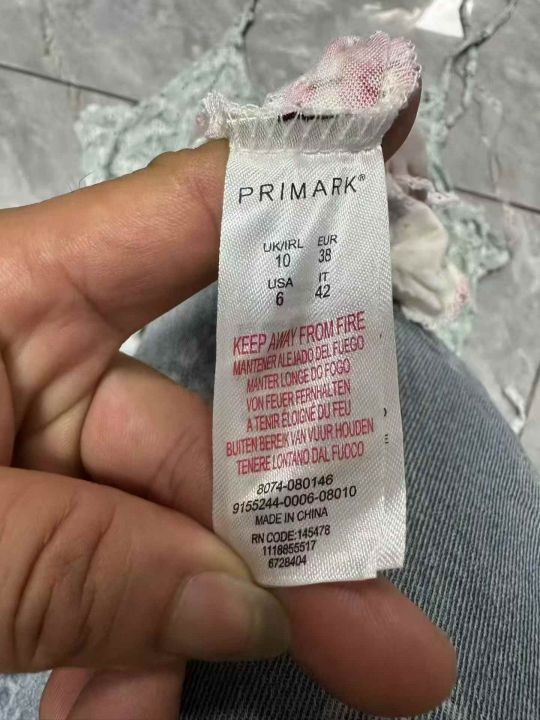 PRIMARK®
UK/IRL EUR
10 38
USA IT
6 42
KEEP AWAY FROM FIRE
MANTENER ALEJADO DEL FUEGO
MANTER LONGE DO FOGO
VON FEUER FERNHALTEN
A TENIR ÉLOIGNÉ DU FEU
BUITEN BEREIK VAN VUUR HOUDEN
TENERE LONTANO DAL FUOCO
8074-080146
9155244-0006-08010
MADE IN CHINA
RN CODE:145478
1118855517
6728404